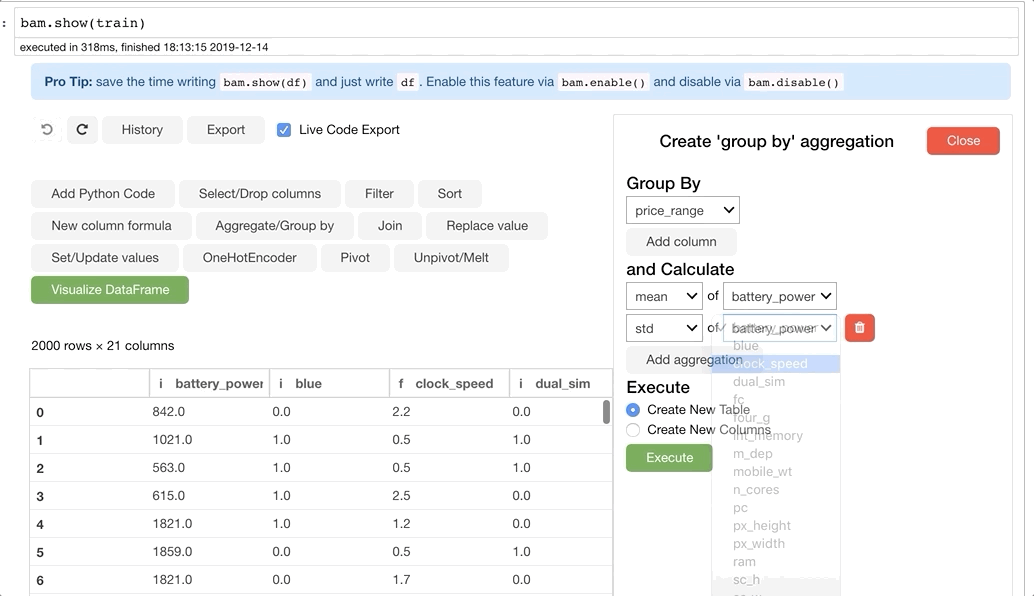 : bam.show(train)
executed in 318ms, finished 18:13:15 2019-12-14
Pro Tip: save the time writing bam.show(df) and just write df . Enable this feature via bam.enable() and disable via bam.disable()
History Export Live Code Export
Add Python Code Select/Drop columns Filter Sort
New column formula Aggregate/Group by Join Replace value
Set/Update values OneHotEncoder Pivot Unpivot/Melt
Visualize DataFrame
2000 rows × 21 columns
i battery_power i blue f clock_speed i dual_sim
0 842.0 0.0 2.2 0.0
1 1021.0 1.0 0.5 1.0
2 563.0 1.0 0.5 1.0
3 615.0 1.0 2.5 0.0
4 1821.0 1.0 1.2 0.0
5 1859.0 0.0 0.5 1.0
6 1821.0 0.0 1.7 0.0
Create 'group by' aggregation Close
Group By
price_range
Add column
and Calculate
mean of battery_power
std of battery_power
Add aggregation
Execute
Create New Table
Create New Columns
Execute
battery_power
blue
clock_speed
dual_sim
fc
four_g
int_memory
m_dep
mobile_wt
n_cores
pc
px_height
px_width
ram
sc_h